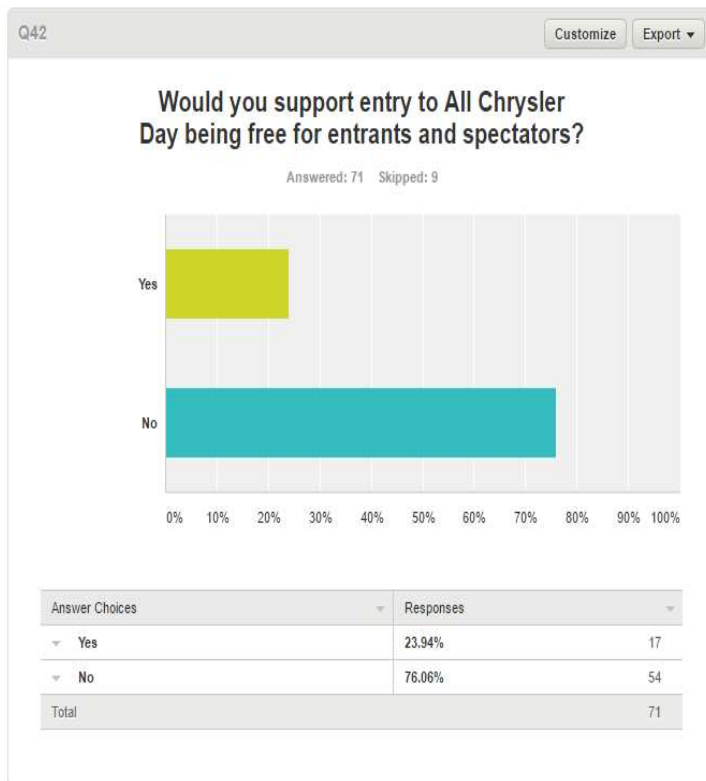 Q42
Customize
Export
Would you support entry to All Chrysler
Day being free for entrants and spectators?
Answered: 71 Skipped: 9
Yes
No
0% 10% 20% 30% 40% 50% 60% 70% 80% 90% 100%
Answer Choices Responses
Yes 23.94% 17
No 76.06% 54
Total 71